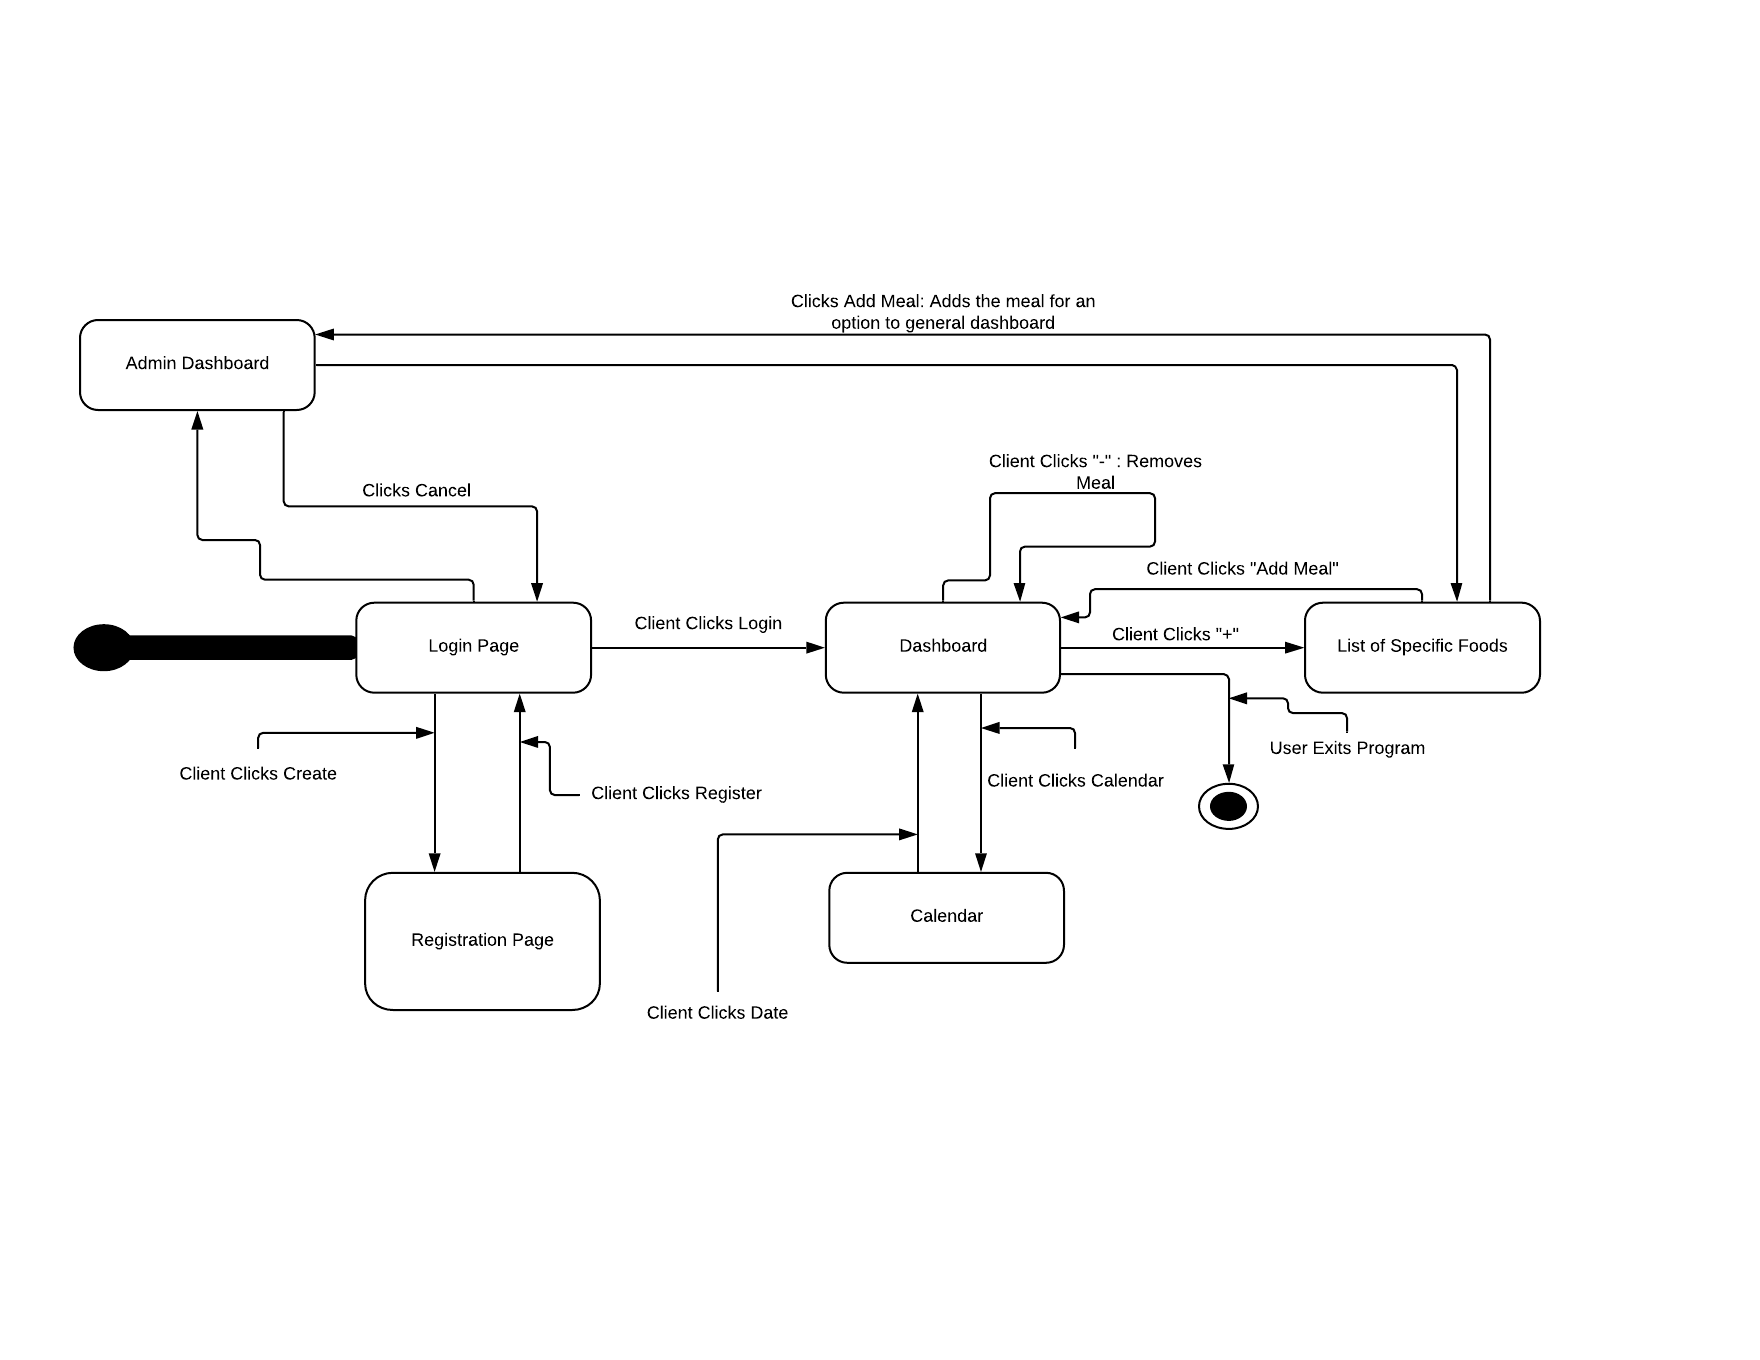 Clicks Add Meal: Adds the meal for an
option to general dashboard
Admin Dashboard
Client Clicks "-" : Removes
Meal
Clicks Cancel
Client Clicks "Add Meal"
Client Clicks Login
Client Clicks "+"
Login Page
Dashboard
List of Specific Foods
User Exits Program
Client Clicks Create
Client Clicks Calendar
Client Clicks Register
Calendar
Registration Page
Client Clicks Date